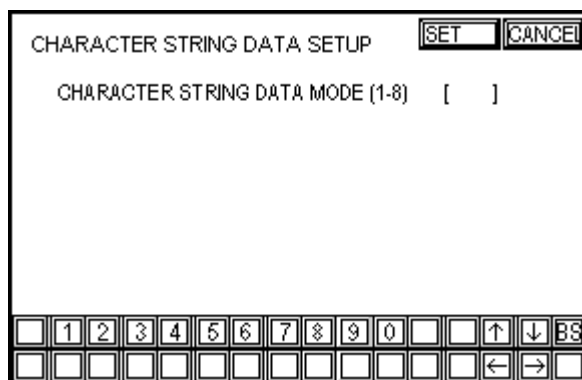 CHARACTER STRING DATA SETUP SET CANCEL
CHARACTER STRING DATA MODE (1-8) [ ]
1 2 3 4 5 6 7 8 9 0 ↑ ↓ BS
← →